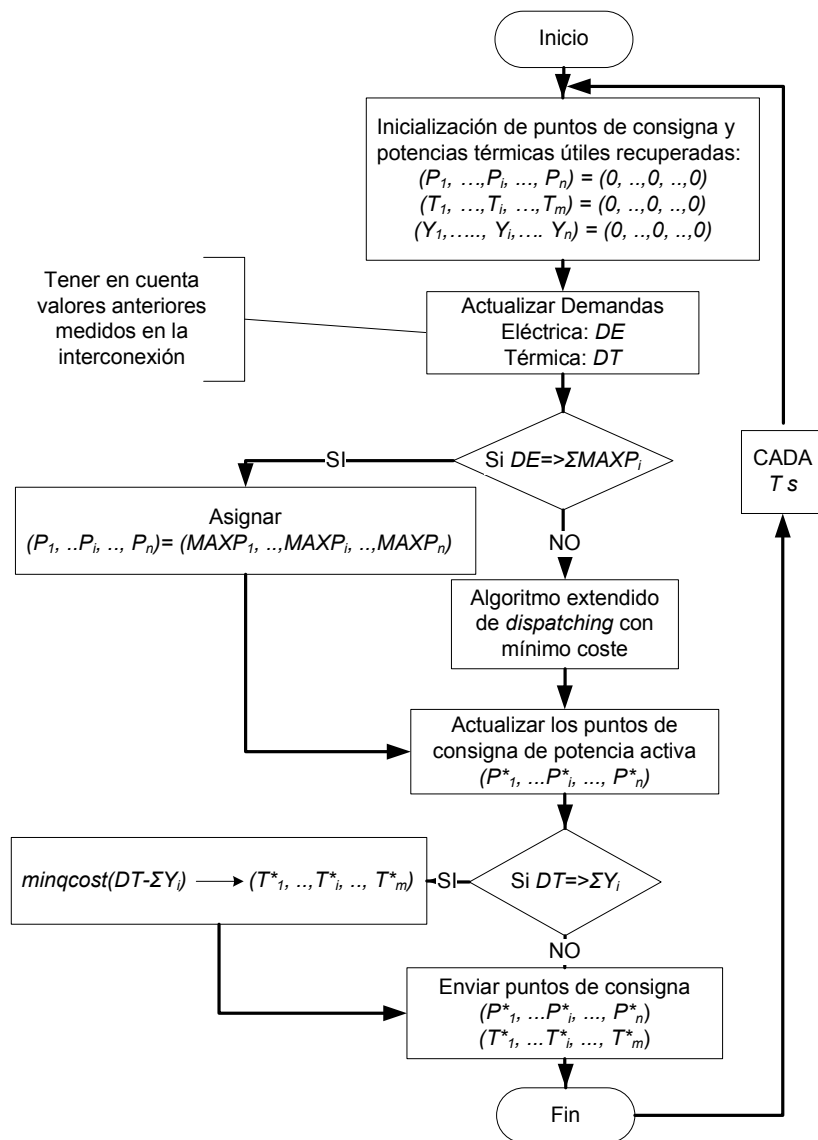 Inicio
Inicialización de puntos de consigna y
potencias térmicas útiles recuperadas:
(P1, …,Pi, ..., Pn) = (0, ..,0, ..,0)
(T1, …,Ti, …,Tm) = (0, ..,0, ..,0)
(Y1,….., Yi,…. Yn) = (0, ..,0, ..,0)
Tener en cuenta
valores anteriores
medidos en la
interconexión
Actualizar Demandas
Eléctrica: DE
Térmica: DT
Si DE=>ΣMAXPi
SI
CADA
T s
Asignar
(P1, ..Pi, .., Pn)= (MAXP1, ..,MAXPi, ..,MAXPn)
NO
Algoritmo extendido
de dispatching con
mínimo coste
Actualizar los puntos de
consigna de potencia activa
(P*1, ...P*i, ..., P*n)
minqcost(DT-ΣYi) ⟶ (T*1, ..,T*i, .., T*m)
SI
Si DT=>ΣYi
NO
Enviar puntos de consigna
(P*1, ...P*i, ..., P*n)
(T*1, ...T*i, ..., T*m)
Fin